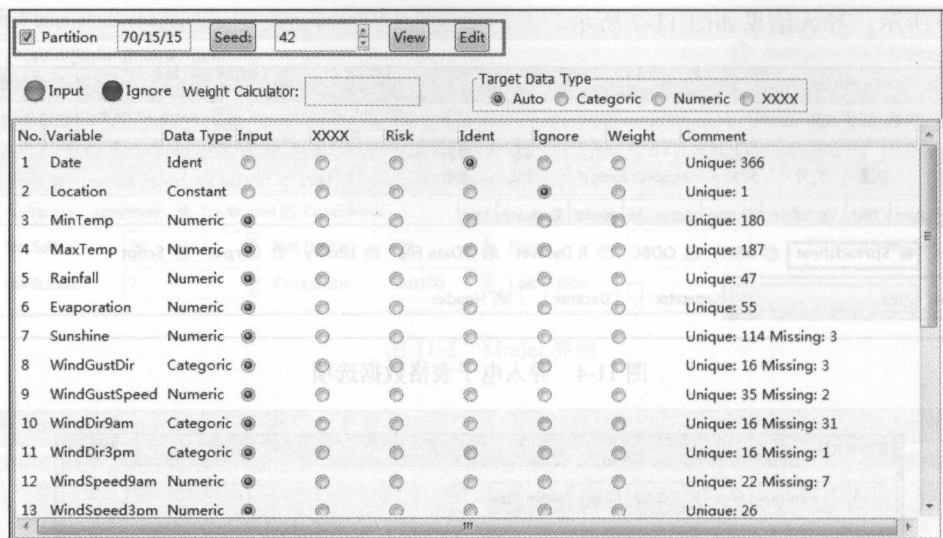 Partition 70/15/15 Seed: 42 View Edit
Input Ignore Weight Calculator: Target Data Type
Auto Categoric Numeric XXXX
No. Variable Data Type Input XXXX Risk Ident Ignore Weight Comment
1 Date Ident Unique: 366
2 Location Constant Unique: 1
3 MinTemp Numeric Unique: 180
4 MaxTemp Numeric Unique: 187
5 Rainfall Numeric Unique: 47
6 Evaporation Numeric Unique: 55
7 Sunshine Numeric Unique: 114 Missing: 3
8 WindGustDir Categoric Unique: 16 Missing: 3
9 WindGustSpeed Numeric Unique: 35 Missing: 2
10 WindDir9am Categoric Unique: 16 Missing: 31
11 WindDir3pm Categoric Unique: 16 Missing: 1
12 WindSpeed9am Numeric Unique: 22 Missing: 7
13 WindSpeed3pm Numeric Unique: 26